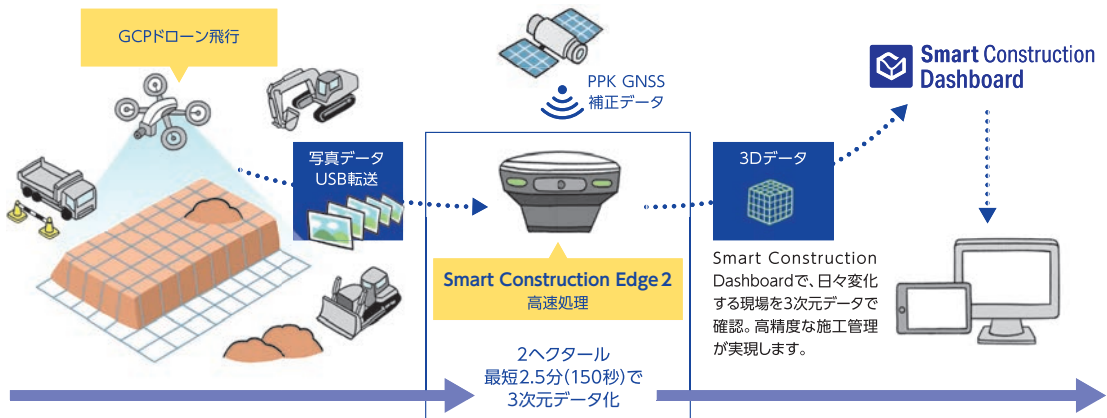 GCPドローン飛行
PPK GNSS
補正データ
Smart Construction
Dashboard
写真データ
USB転送
3Dデータ
Smart Construction Edge 2
高速処理
Smart Construction
Dashboardで、日々変化
する現場を3次元データで
確認。高精度な施工管理
が実現します。
2ヘクタール
最短2.5分(150秒)で
3次元データ化